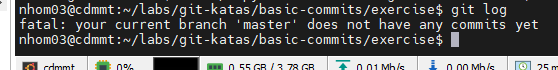 nhom03@cdmmt:~/labs/git-katas/basic-commits/exercise$ git log
fatal: your current branch 'master' does not have any commits yet
nhom03@cdmmt:~/labs/git-katas/basic-commits/exercise$
cdmmt 0% 0.55 GB / 3.78 GB 0.01 Mb/s 0.00 Mb/s 25 m